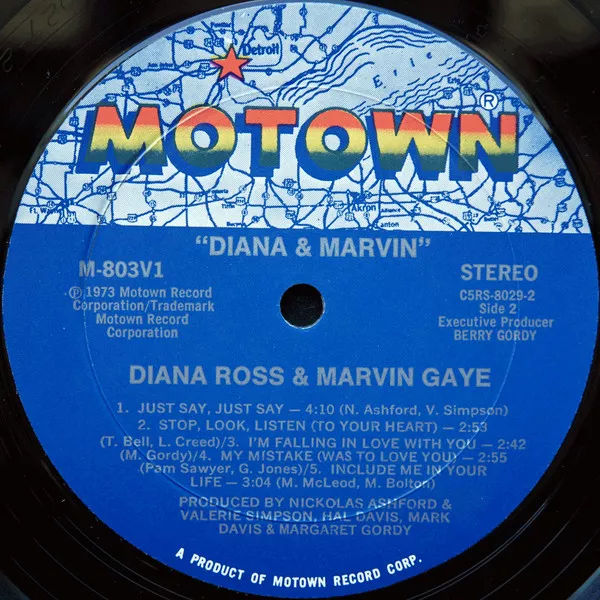 Detroit
Erie
MOTOWN®
Akron
Alliance
Canton
"DIANA & MARVIN"
M-803V1
℗ 1973 Motown Record
Corporation/Trademark
Motown Record
Corporation
STEREO
C5RS-8029-2
Side 2
Executive Producer
BERRY GORDY
DIANA ROSS & MARVIN GAYE
1. JUST SAY, JUST SAY — 4:10 (N. Ashford, V. Simpson)
2. STOP, LOOK, LISTEN (TO YOUR HEART) — 2:53
(T. Bell, L. Creed)/3. I'M FALLING IN LOVE WITH YOU — 2:42
(M. Gordy)/4. MY MISTAKE (WAS TO LOVE YOU) — 2:55
(Pam Sawyer, G. Jones)/5. INCLUDE ME IN YOUR
LIFE — 3:04 (M. McLeod, M. Bolton)
PRODUCED BY NICKOLAS ASHFORD &
VALERIE SIMPSON, HAL DAVIS, MARK
DAVIS & MARGARET GORDY
A PRODUCT OF MOTOWN RECORD CORP.